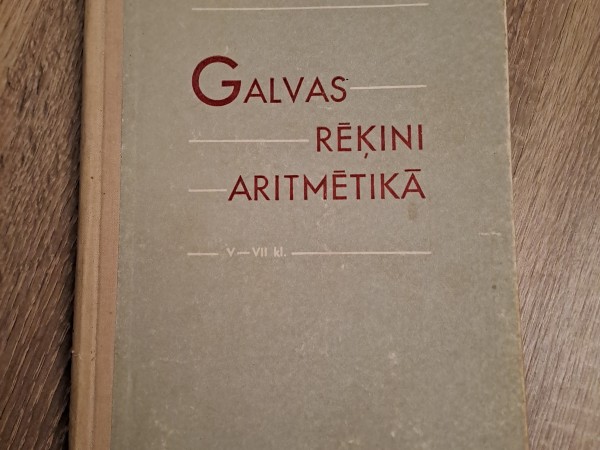 GALVAS
RĒĶINI
ARITMĒTIKĀ
V—VII kl.